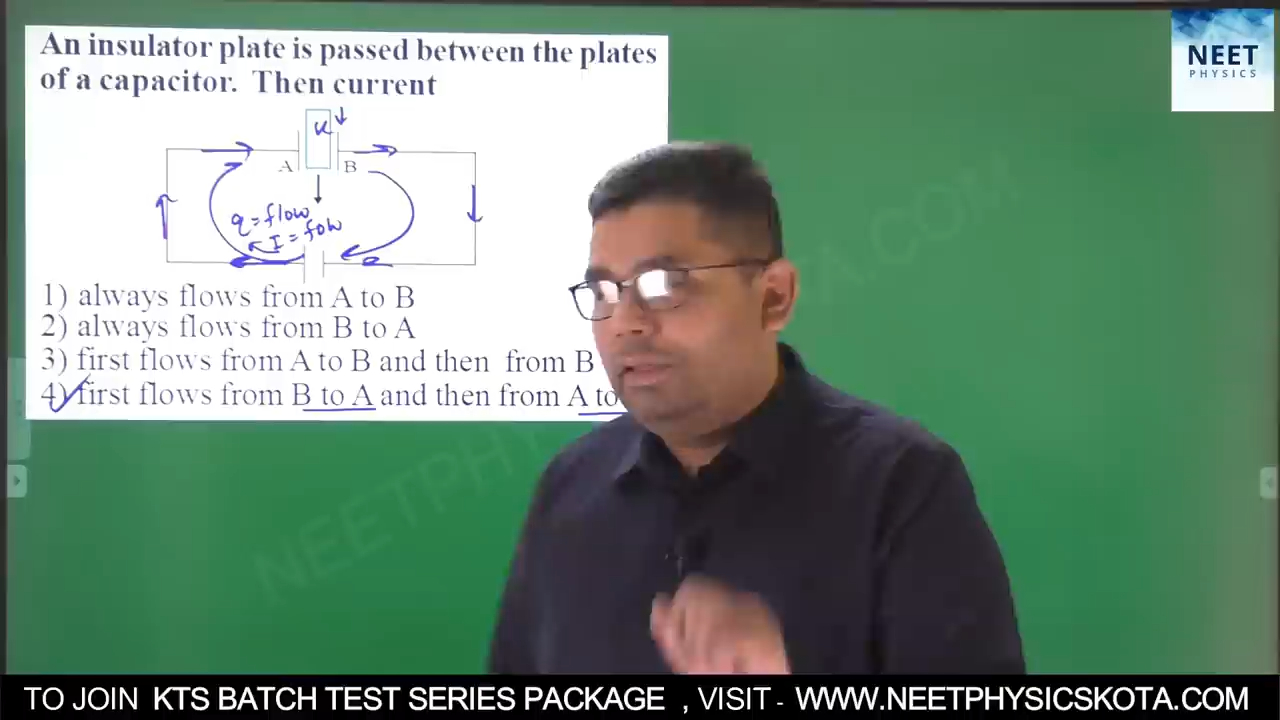 NEET
PHYSICS
An insulator plate is passed between the plates
of a capacitor. Then current
K
A
B
q = flow
I = fow
1) always flows from A to B
2) always flows from B to A
3) first flows from A to B and then from B
4) first flows from B to A and then from A to
NEETPHYSICSKOTA.COM
TO JOIN KTS BATCH TEST SERIES PACKAGE , VISIT - WWW.NEETPHYSICSKOTA.COM